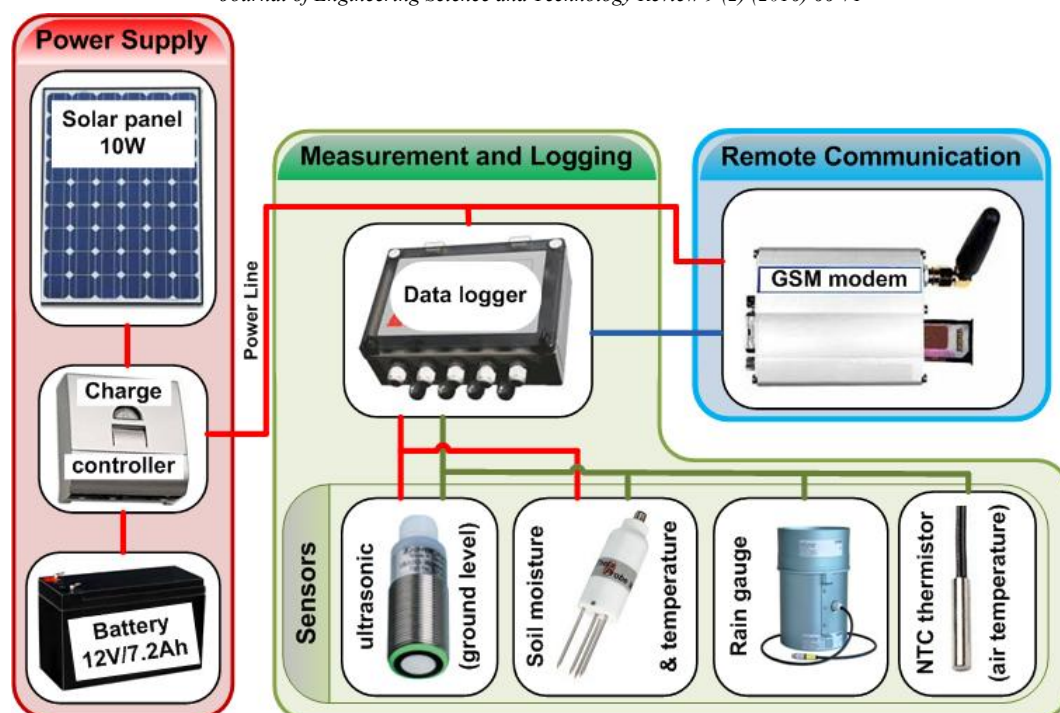 Power Supply
Solar panel
10W
Charge
controller
Battery
12V/7.2Ah
Power Line
Measurement and Logging
Data logger
Remote Communication
GSM modem
Sensors
ultrasonic
(ground level)
Soil moisture
& temperature
Rain gauge
NTC thermistor
(air temperature)